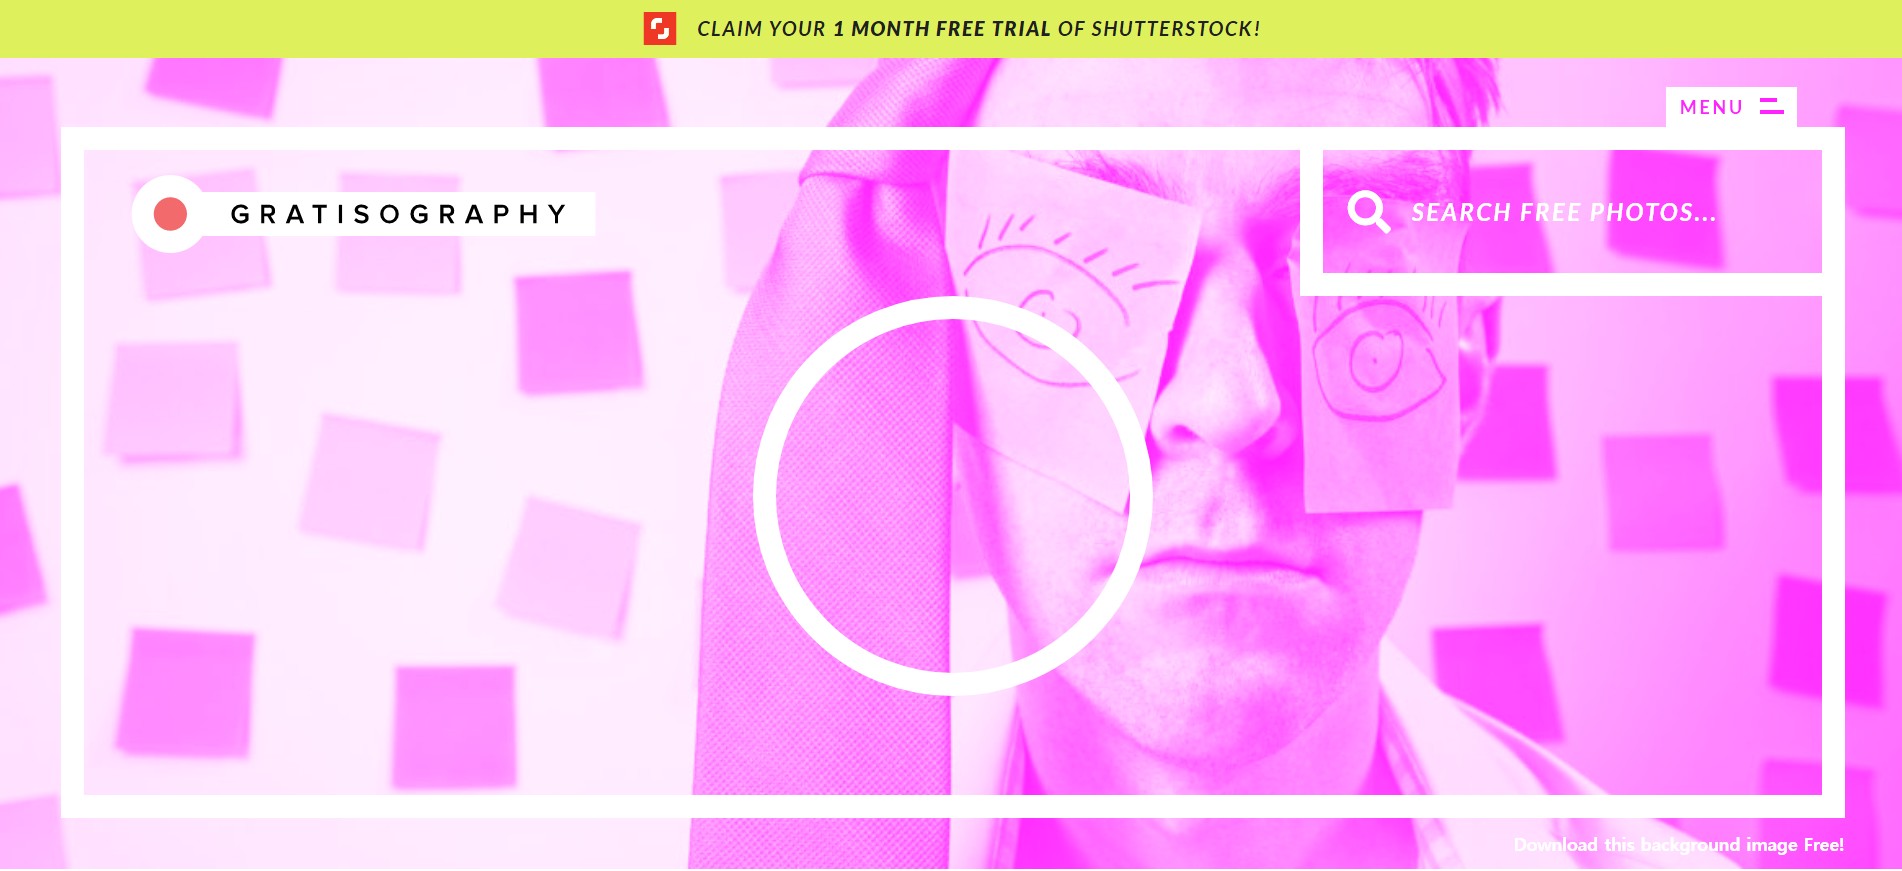 CLAIM YOUR 1 MONTH FREE TRIAL OF SHUTTERSTOCK!
MENU
GRATISOGRAPHY
SEARCH FREE PHOTOS...
Download this background image Free!